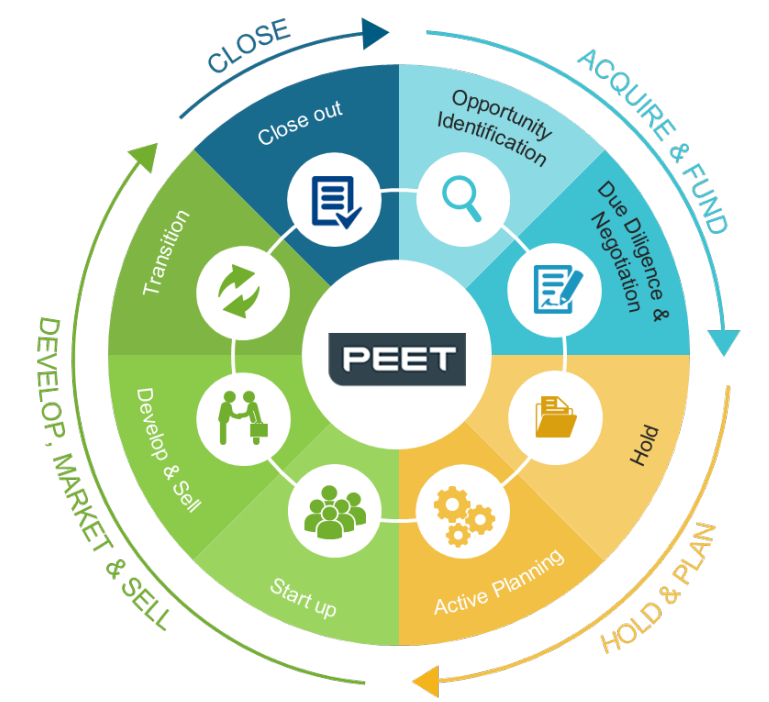 CLOSE
ACQUIRE & FUND
HOLD & PLAN
DEVELOP, MARKET & SELL
Close out
Opportunity
Identification
Due Diligence &
Negotiation
Hold
Active Planning
Start up
Develop & Sell
Transition
PEET